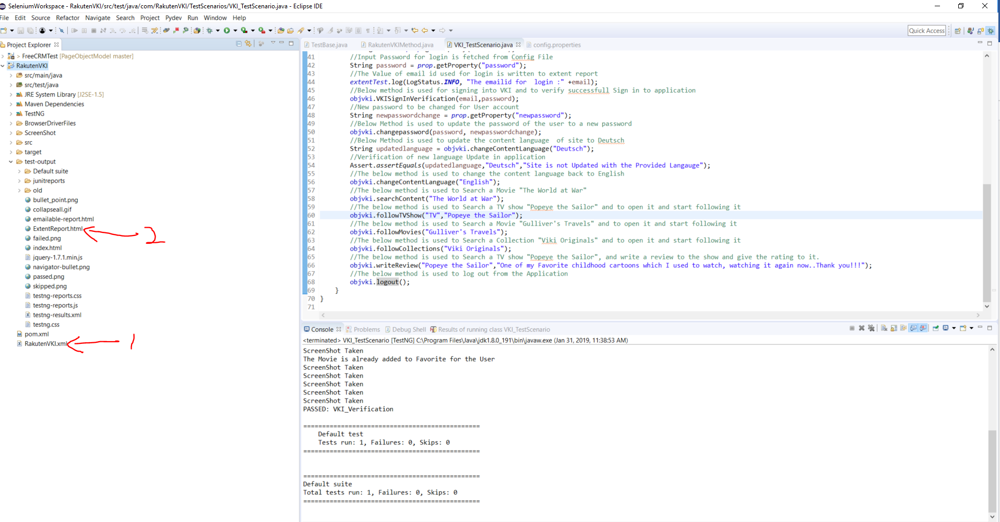 SeleniumWorkspace - RakutenVKI/src/test/java/com/RakutenVKI/TestScenarios/VKI_TestScenario.java - Eclipse IDE
File Edit Source Refactor Navigate Search Project Pydev Run Window Help
Quick Access
Project Explorer
> FreeCRMTest [PageObjectModel master]
RakutenVKI
src/main/java
src/test/java
JRE System Library [J2SE-1.5]
Maven Dependencies
TestNG
BrowserDriverFiles
ScreenShot
src
target
test-output
Default suite
junitreports
old
bullet_point.png
collapseall.gif
emailable-report.html
ExtentReport.html
2
failed.png
index.html
jquery-1.7.1.min.js
navigator-bullet.png
passed.png
skipped.png
testng-reports.css
testng-reports.js
testng-results.xml
testng.css
pom.xml
RakutenVKI.xml
1
TestBase.java RakutenVKIMethod.java VKI_TestScenario.java config.properties
41 //Input Password for login is fetched from Config File
42 String password = prop.getProperty("password");
43 //The Value of email id used for login is written to extent report
44 extentTest.log(LogStatus.INFO, "The emailid for  login :" +email);
45 //Below method is used for signing into VKI and to verify successfull Sign in to application
46 objvki.VKISignInVerification(email,password);
47 //New password to be changed for User account
48 String newpasswordchange = prop.getProperty("newpassword");
49 //Below Method is used to update the password of the user to a new password
50 objvki.changepassword(password, newpasswordchange);
51 //Below Method is used to update the content language  of site to Deutsch
52 String updatedlanguage = objvki.changeContentLanguage("Deutsch");
53 //Verification of new language Update in application
54 Assert.assertEquals(updatedlanguage,"Deutsch","Site is not Updated with the Provided Langauge");
55 //The below method is used to change the content language back to English
56 objvki.changeContentLanguage("English");
57 //The below method is used to Search a Movie "The World at War"
58 objvki.searchContent("The World at War");
59 //The below method is used to Search a TV show "Popeye the Sailor" and to open it and start following it
60 objvki.followTVShow("TV","Popeye the Sailor");
61 //The below method is used to Search a Movie "Gulliver's Travels" and to open it and start following it
62 objvki.followMovies("Gulliver's Travels");
63 //The below method is used to Search a Collection "Viki Originals" and to open it and start following it
64 objvki.followCollections("Viki Originals");
65 //The below method is used to Search a TV show "Popeye the Sailor", and write a review to the show and give the rating to it.
66 objvki.writeReview("Popeye the Sailor","One of my Favorite childhood cartoons which I used to watch, watching it again now..Thank you!!!");
67 //The below method is used to log out from the Application
68 objvki.logout();
69 }
70 }
71
Console Problems Debug Shell Results of running class VKI_TestScenario
<terminated> VKI_TestScenario [TestNG] C:\Program Files\Java\jdk1.8.0_191\bin\javaw.exe (Jan 31, 2019, 11:38:53 AM)
ScreenShot Taken
The Movie is already added to Favorite for the User
ScreenShot Taken
ScreenShot Taken
ScreenShot Taken
ScreenShot Taken
ScreenShot Taken
PASSED: VKI_Verification
===============================================
Default test
Tests run: 1, Failures: 0, Skips: 0
===============================================
===============================================
Default suite
Total tests run: 1, Failures: 0, Skips: 0
===============================================